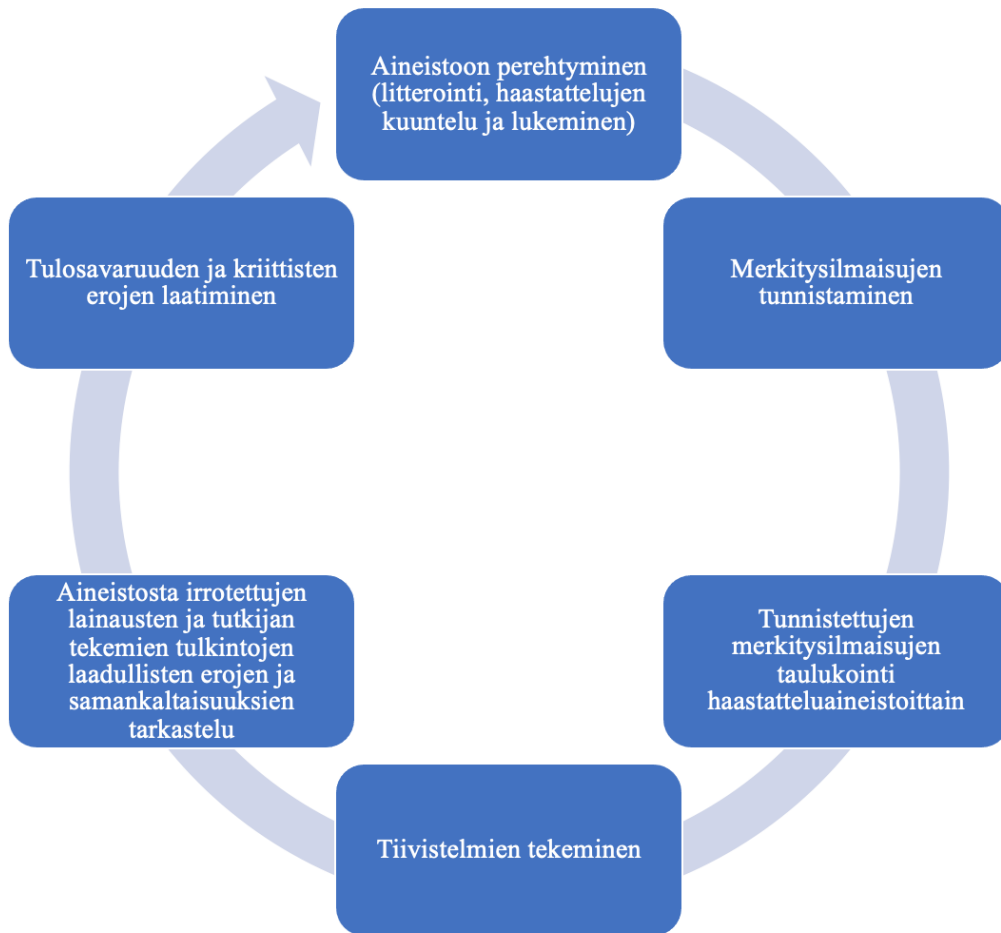 Aineistoon perehtyminen
(litterointi, haastattelujen
kuuntelu ja lukeminen)
Merkitysilmaisujen
tunnistaminen
Tunnistettujen
merkitysilmaisujen
taulukointi
haastatteluaineistoittain
Tiivistelmien tekeminen
Aineistosta irrotettujen
lainausten ja tutkijan
tekemien tulkintojen
laadullisten erojen ja
samankaltaisuuksien
tarkastelu
Tulosavaruuden ja kriittisten
erojen laatiminen